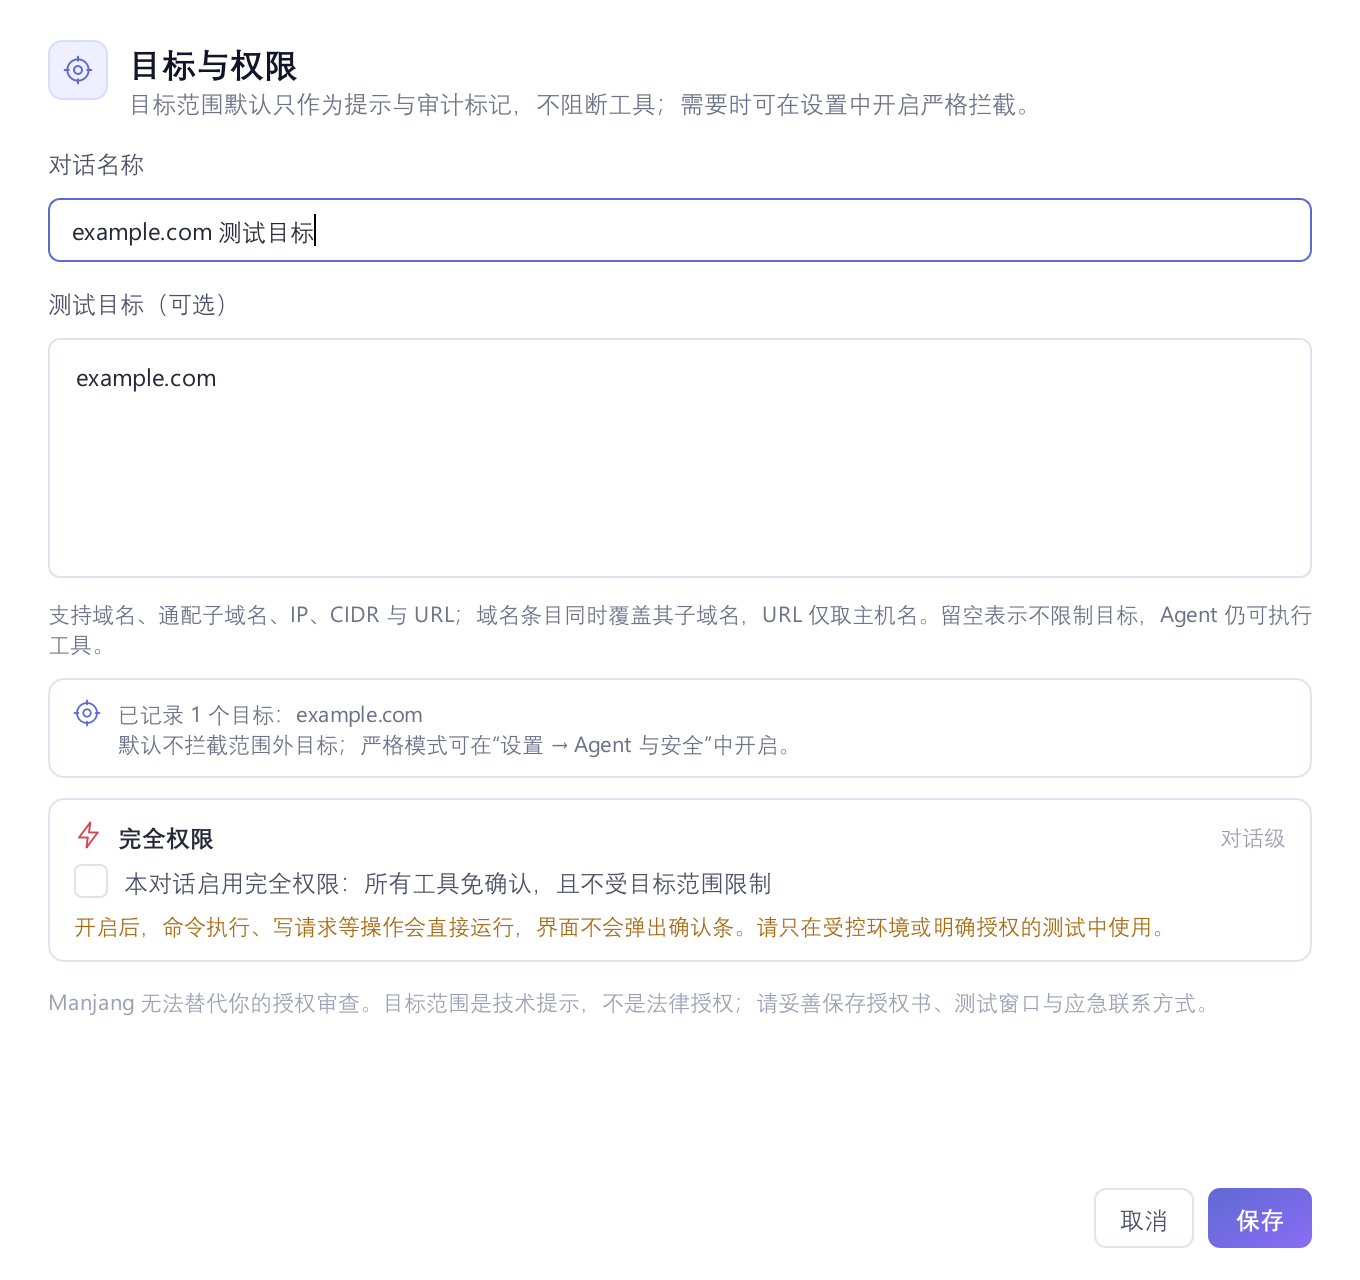 目标与权限
目标范围默认只作为提示与审计标记，不阻断工具；需要时可在设置中开启严格拦截。
对话名称
example.com 测试目标
测试目标（可选）
example.com
支持域名、通配子域名、IP、CIDR 与 URL；域名条目同时覆盖其子域名，URL 仅取主机名。留空表示不限制目标，Agent 仍可执行
工具。
已记录 1 个目标：example.com
默认不拦截范围外目标；严格模式可在“设置 → Agent 与安全”中开启。
完全权限
对话级
本对话启用完全权限：所有工具免确认，且不受目标范围限制
开启后，命令执行、写请求等操作会直接运行，界面不会弹出确认条。请只在受控环境或明确授权的测试中使用。
Manjang 无法替代你的授权审查。目标范围是技术提示，不是法律授权；请妥善保存授权书、测试窗口与应急联系方式。
取消
保存